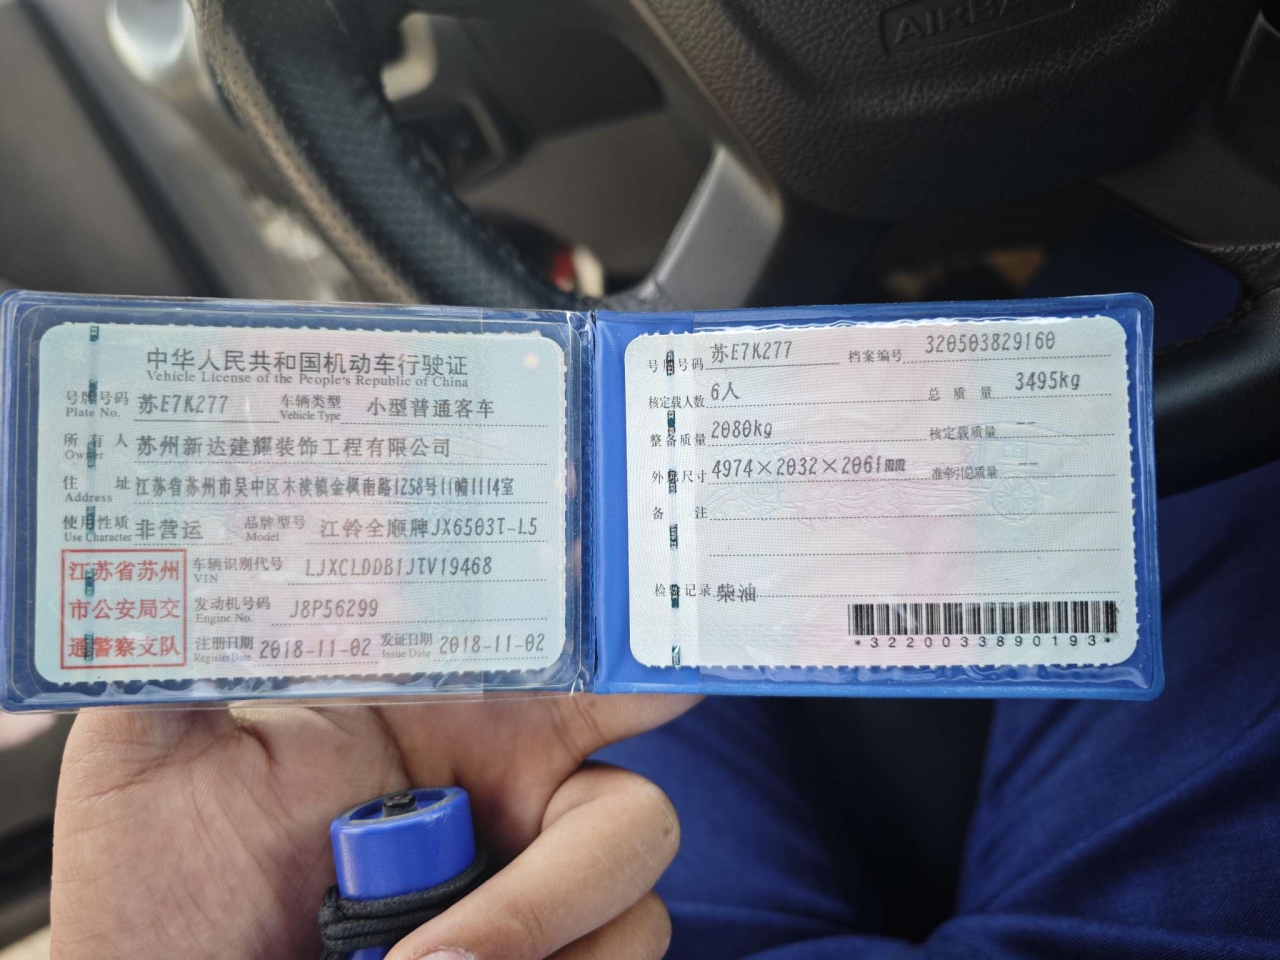 AIRBAG
中华人民共和国机动车行驶证
Vehicle License of the People's Republic of China
号牌号码 苏E7K277 车辆类型 小型普通客车
Plate No. Vehicle Type
所有人 苏州新达建耀装饰工程有限公司
Owner
住址 江苏省苏州市吴中区木渎镇金枫南路1258号11幢1114室
Address
使用性质 非营运 品牌型号 江铃全顺牌JX6503T-L5
Use Character Model
江苏省苏州
市公安局交
通警察支队
车辆识别代号 LJXCLDDB1JTV19468
VIN
发动机号码 J8P56299
Engine No.
注册日期 2018-11-02 发证日期 2018-11-02
Register Date Issue Date
号牌号码 苏E7K277 档案编号 320503829160
核定载人数 6人 总质量 3495kg
整备质量 2080kg 核定载质量 --
外廓尺寸 4974×2032×2061mm 准牵引总质量 --
备注
检验记录 柴油
*3220033890193*